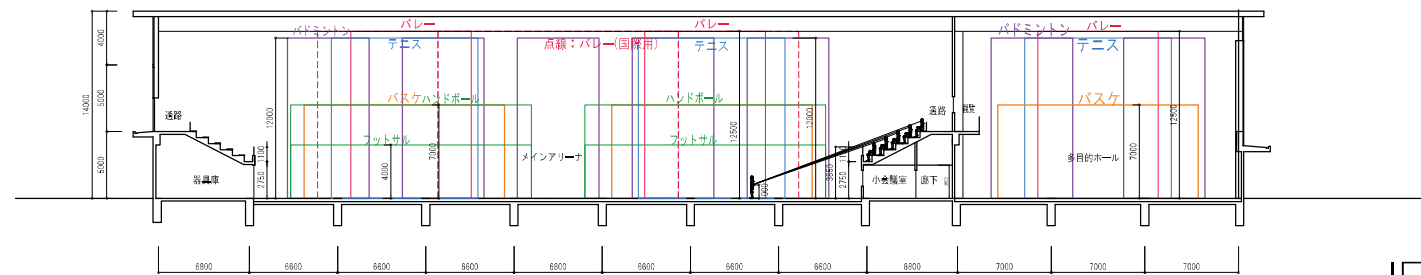 バレー
バレー
バレー
バドミントン
バドミントン
テニス
点線：バレー(国際用)
テニス
テニス
4000
14000
5000
5000
通路
12000
バスケ
ハンドボール
ハンドボール
12500
12000
通路
観覧
バスケ
12500
フットサル
フットサル
1100
2750
器具庫
4000
7000
メインアリーナ
2750
小会議室
廊下
多目的ホール
7000
6800
6600
6600
6600
6600
6600
6600
6600
6800
7000
7000
7000